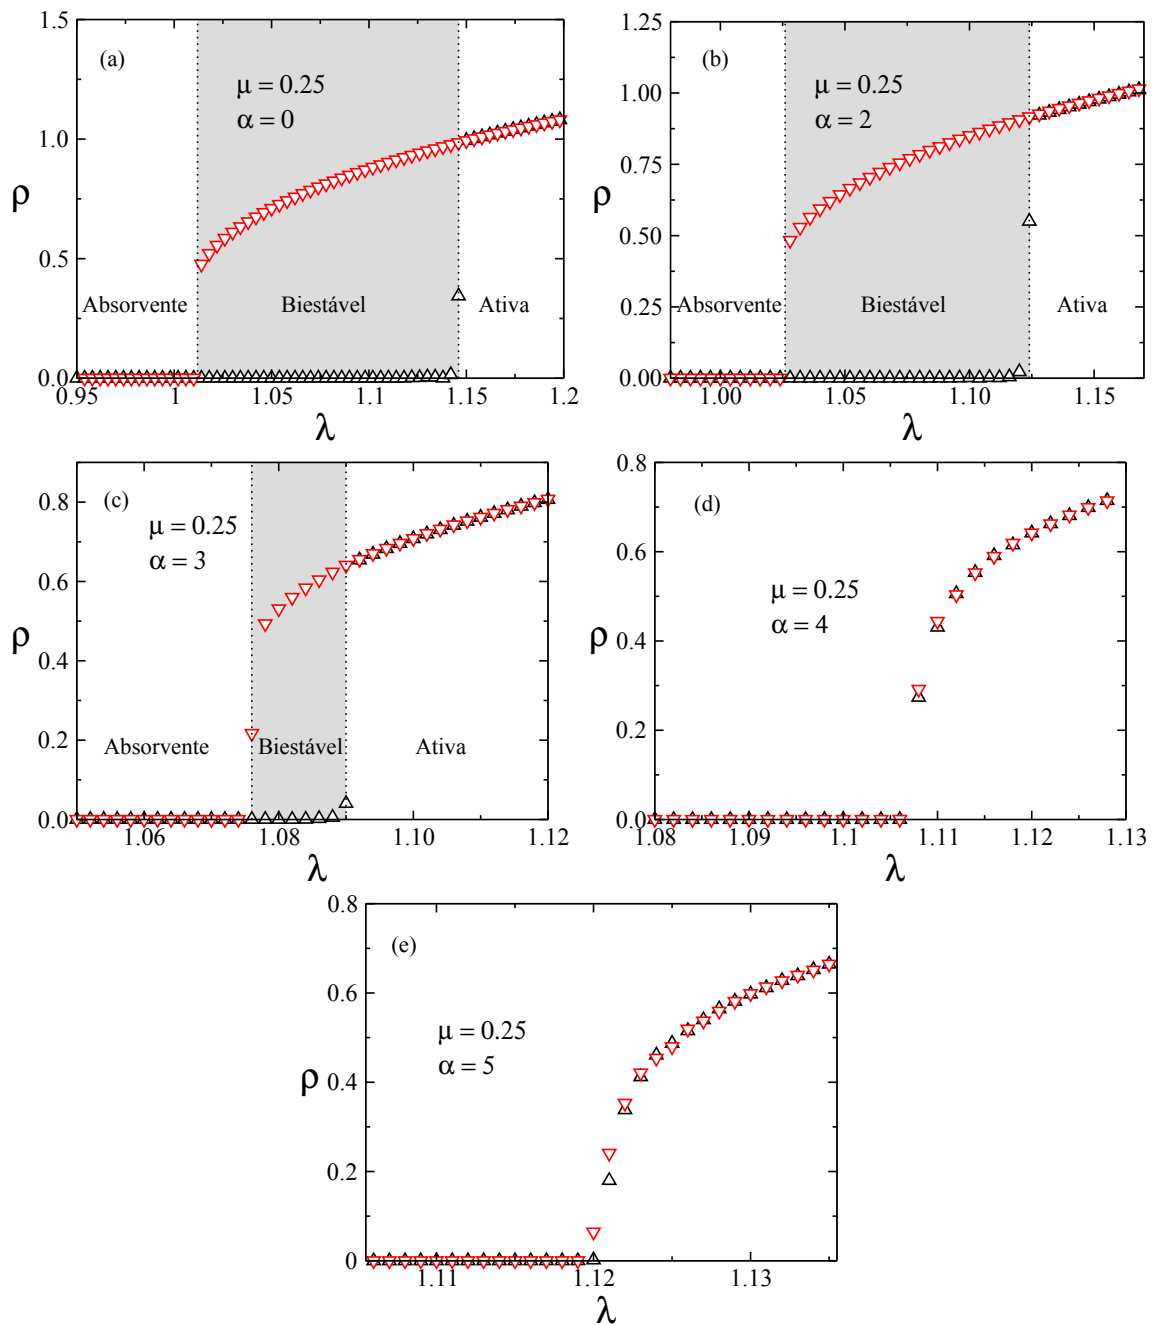 1.5
(a)
μ = 0.25
α = 0
1.0
ρ
0.5
Absorvente
Biestável
Ativa
0.0
0.95
1
1.05
1.1
1.15
1.2
λ
1.25
(b)
μ = 0.25
α = 2
1.00
0.75
ρ
0.50
0.25
Absorvente
Biestável
Ativa
0.00
1.00
1.05
1.10
1.15
λ
(c)
0.8
μ = 0.25
α = 3
0.6
ρ
0.4
0.2
Absorvente
Biestável
Ativa
0.0
1.06
1.08
1.10
1.12
λ
0.8
(d)
0.6
μ = 0.25
α = 4
ρ
0.4
0.2
0.0
1.08
1.09
1.1
1.11
1.12
1.13
λ
0.8
(e)
0.6
μ = 0.25
α = 5
ρ
0.4
0.2
0
1.11
1.12
1.13
λ